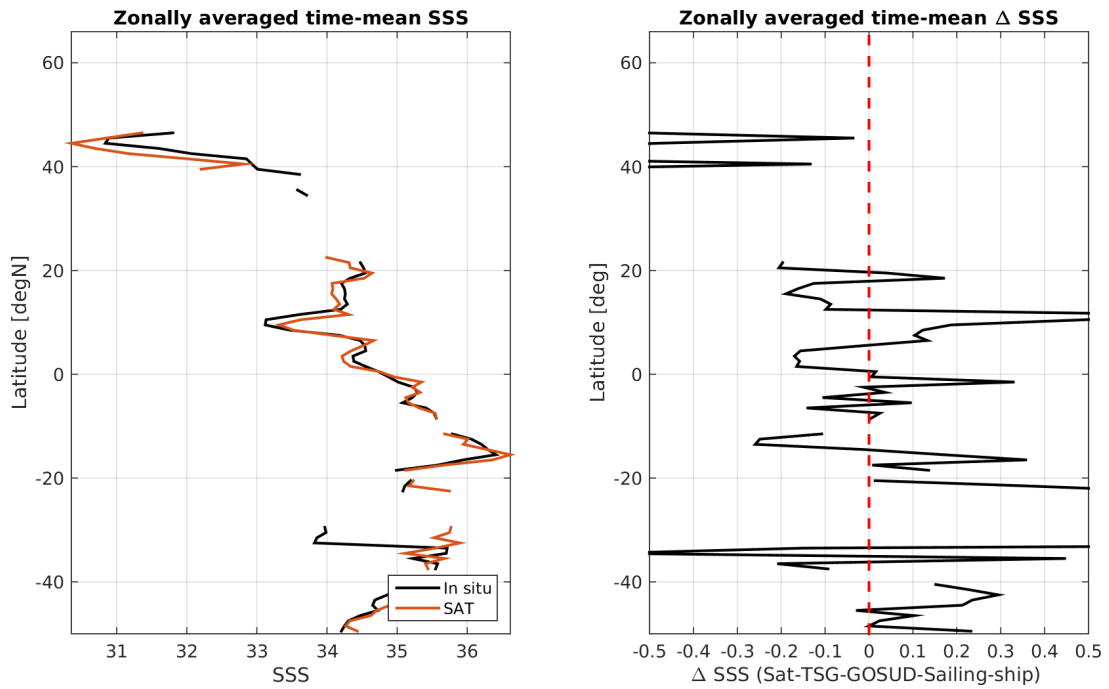 Zonally averaged time-mean SSS
60
40
20
0
-20
-40
Latitude [degN]
31 32 33 34 35 36
SSS
In situ
SAT
Zonally averaged time-mean Δ SSS
60
40
20
0
-20
-40
Latitude [deg]
-0.5 -0.4 -0.3 -0.2 -0.1 0 0.1 0.2 0.3 0.4 0.5
Δ SSS (Sat-TSG-GOSUD-Sailing-ship)